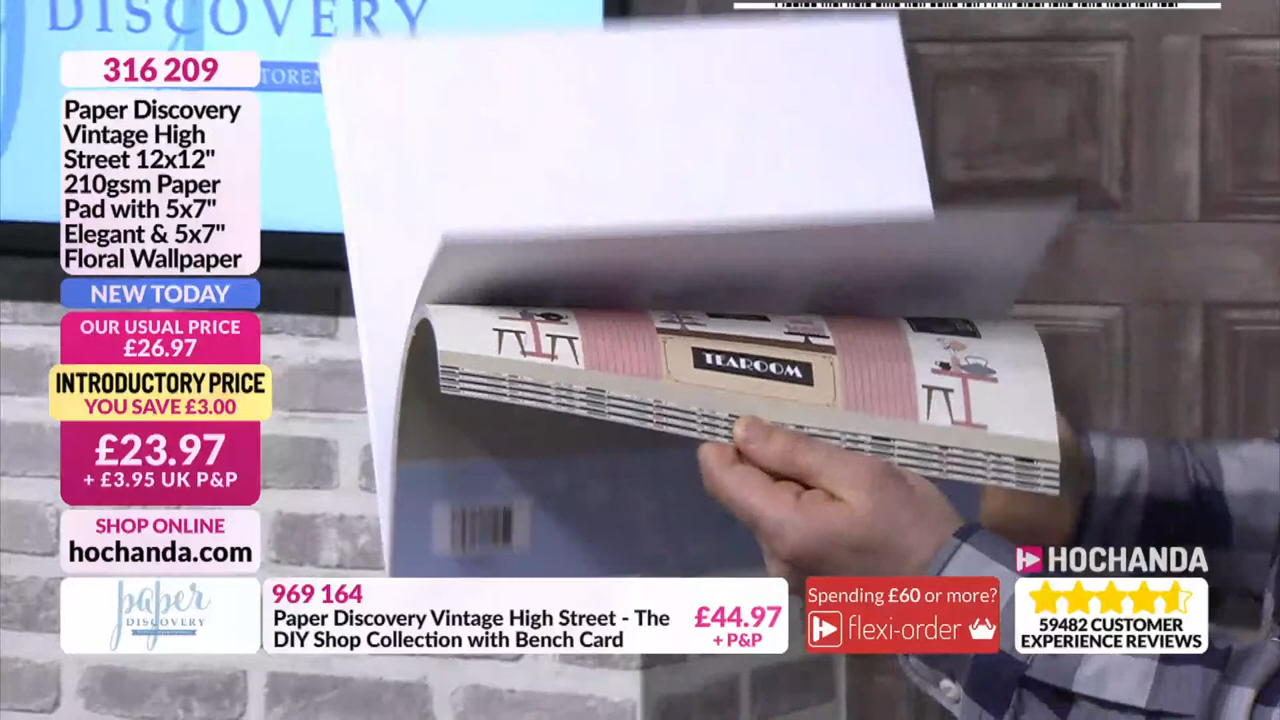 DISCOVERY
316 209
Paper Discovery
Vintage High
Street 12x12"
210gsm Paper
Pad with 5x7"
Elegant & 5x7"
Floral Wallpaper
NEW TODAY
OUR USUAL PRICE
£26.97
INTRODUCTORY PRICE
YOU SAVE £3.00
£23.97
+ £3.95 UK P&P
SHOP ONLINE
hochanda.com
TEAROOM
HOCHANDA
paper
DISCOVERY
969 164
Paper Discovery Vintage High Street - The
DIY Shop Collection with Bench Card
£44.97
+ P&P
Spending £60 or more?
flexi-order
59482 CUSTOMER
EXPERIENCE REVIEWS